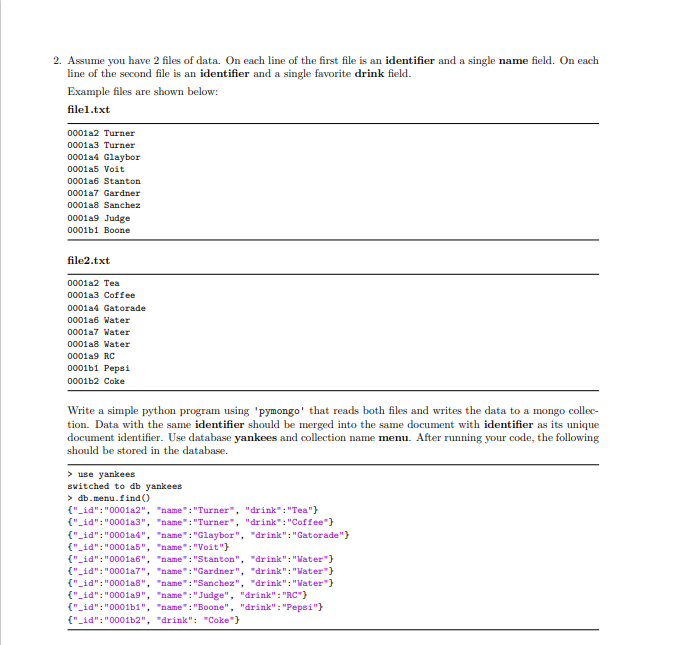 2. Assume you have 2 files of data. On each line of the first file is an identifier and a single name field. On each
line of the second file is an identifier and a single favorite drink field.
Example files are shown below:
file1.txt
0001a2 Turner
0001a3 Turner
0001a4 Glaybor
0001a5 Voit
0001a6 Stanton
0001a7 Gardner
0001a8 Sanchez
0001a9 Judge
0001b1 Boone
file2.txt
0001a2 Tea
0001a3 Coffee
0001a4 Gatorade
0001a6 Water
0001a7 Water
0001a8 Water
0001a9 RC
0001b1 Pepsi
0001b2 Coke
Write a simple python program using 'pymongo' that reads both files and writes the data to a mongo collec-
tion. Data with the same identifier should be merged into the same document with identifier as its unique
document identifier. Use database yankees and collection name menu. After running your code, the following
should be stored in the database.
> use yankees
switched to db yankees
> db.menu.find()
{"_id":"0001a2", "name":"Turner", "drink":"Tea"}
{"_id":"0001a3", "name":"Turner", "drink":"Coffee"}
{"_id":"0001a4", "name":"Glaybor", "drink":"Gatorade"}
{"_id":"0001a5", "name":"Voit"}
{"_id":"0001a6", "name":"Stanton", "drink":"Water"}
{"_id":"0001a7", "name":"Gardner", "drink":"Water"}
{"_id":"0001a8", "name":"Sanchez", "drink":"Water"}
{"_id":"0001a9", "name":"Judge", "drink":"RC"}
{"_id":"0001b1", "name":"Boone", "drink":"Pepsi"}
{"_id":"0001b2", "drink": "Coke"}